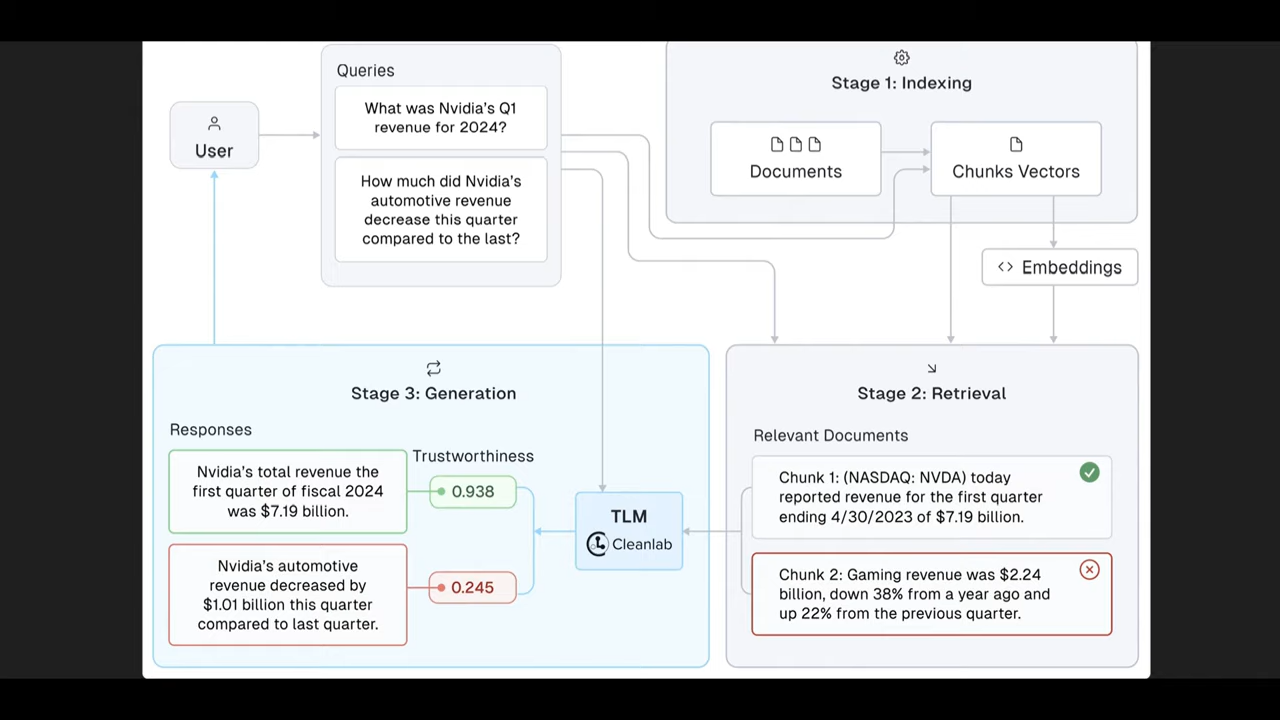 Queries
What was Nvidia's Q1
revenue for 2024?
How much did Nvidia's
automotive revenue
decrease this quarter
compared to the last?
User
Stage 1: Indexing
Documents
Chunks Vectors
Embeddings
Stage 3: Generation
Responses
Trustworthiness
Nvidia's total revenue the
first quarter of fiscal 2024
was $7.19 billion.
0.938
Nvidia's automotive
revenue decreased by
$1.01 billion this quarter
compared to last quarter.
0.245
TLM
Cleanlab
Stage 2: Retrieval
Relevant Documents
Chunk 1: (NASDAQ: NVDA) today
reported revenue for the first quarter
ending 4/30/2023 of $7.19 billion.
Chunk 2: Gaming revenue was $2.24
billion, down 38% from a year ago and
up 22% from the previous quarter.